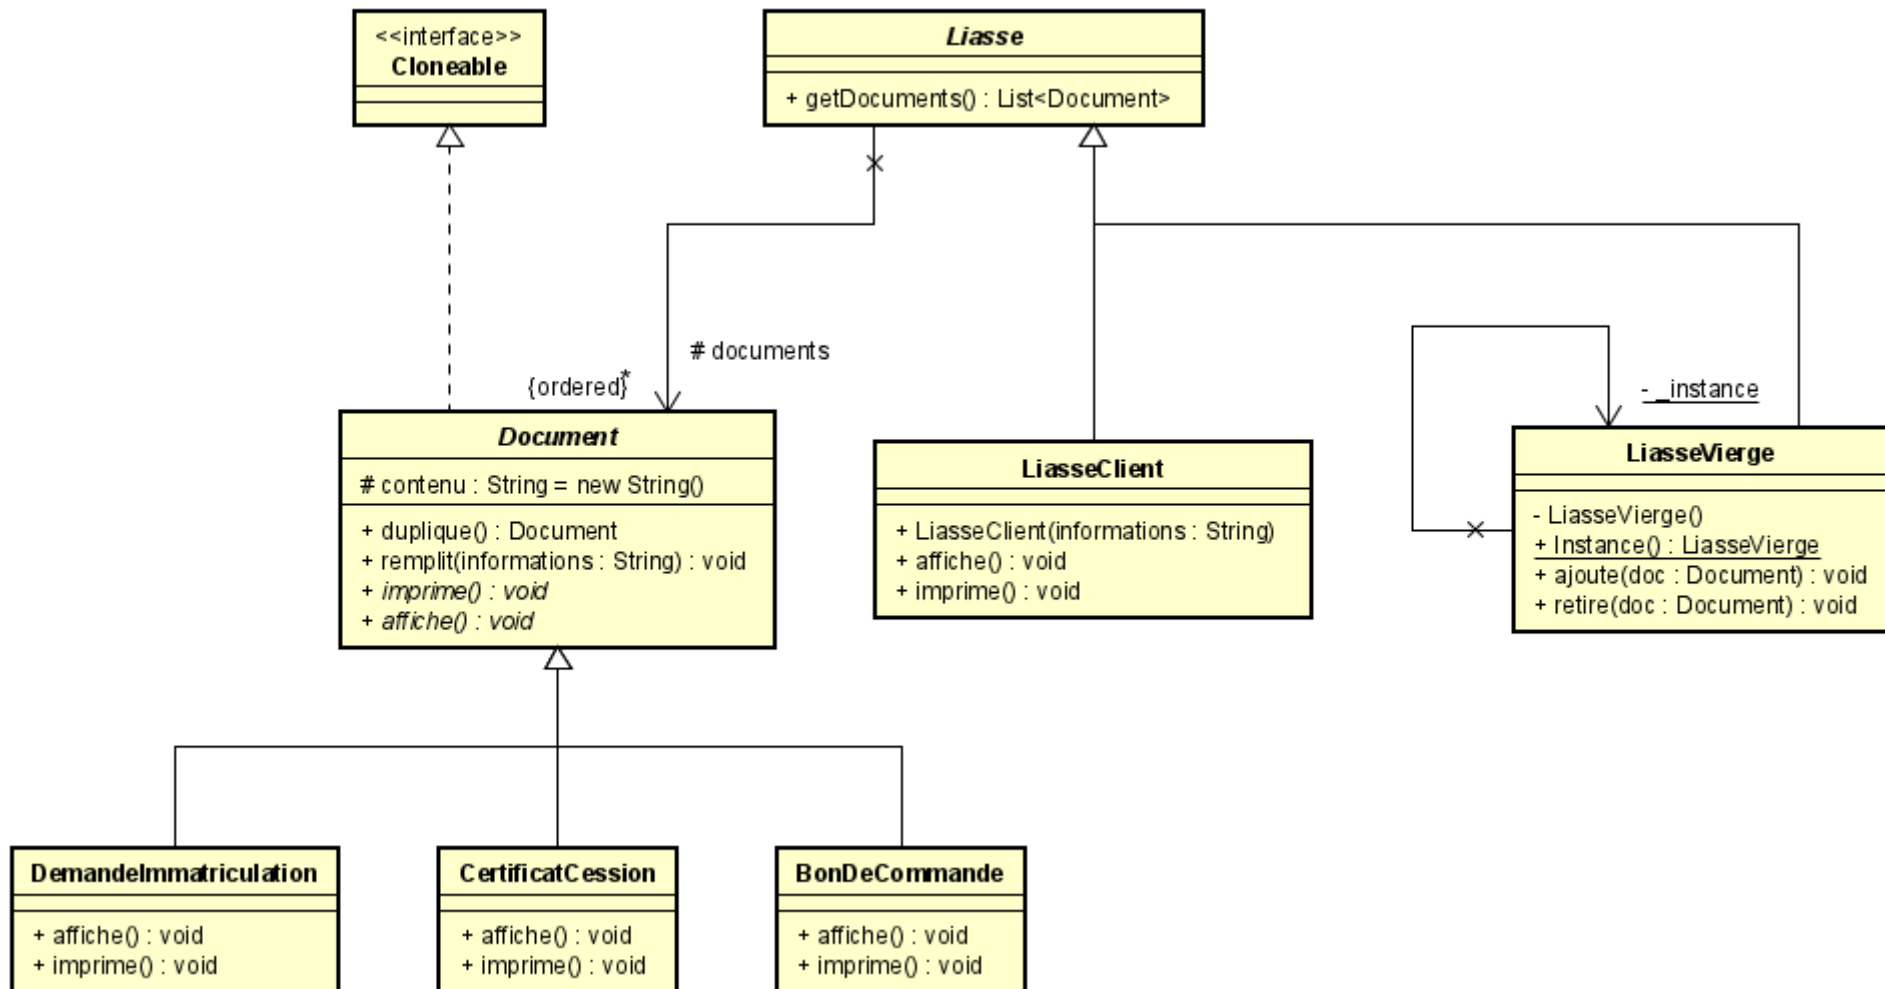 <<interface>>
Cloneable
Liasse
+ getDocuments() : List<Document>
# documents
{ordered}
*
- _instance
Document
# contenu : String = new String()
+ duplique() : Document
+ remplit(informations : String) : void
+ imprime() : void
+ affiche() : void
LiasseClient
+ LiasseClient(informations : String)
+ affiche() : void
+ imprime() : void
LiasseVierge
- LiasseVierge()
+ Instance() : LiasseVierge
+ ajoute(doc : Document) : void
+ retire(doc : Document) : void
DemandeImmatriculation
+ affiche() : void
+ imprime() : void
CertificatCession
+ affiche() : void
+ imprime() : void
BonDeCommande
+ affiche() : void
+ imprime() : void